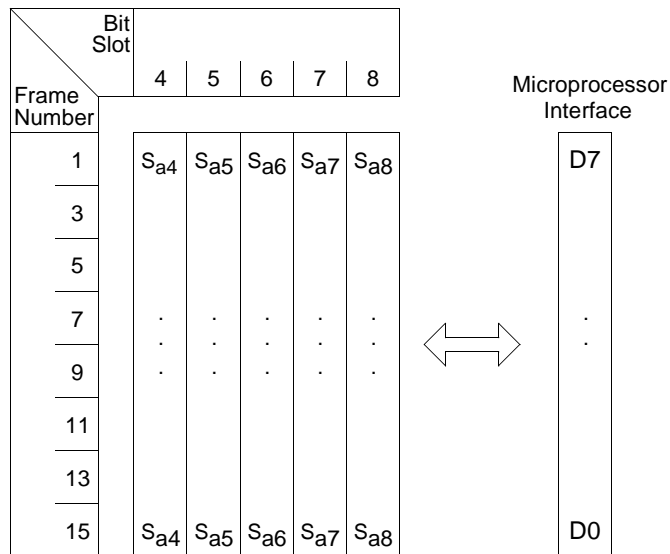 Bit
Slot
4 5 6 7 8
Frame
Number
Microprocessor
Interface
1 Sa4 Sa5 Sa6 Sa7 Sa8 D7
3
5
7 . . . . . .
. . . . . .
9 . . . . .
11
13
15 Sa4 Sa5 Sa6 Sa7 Sa8 D0